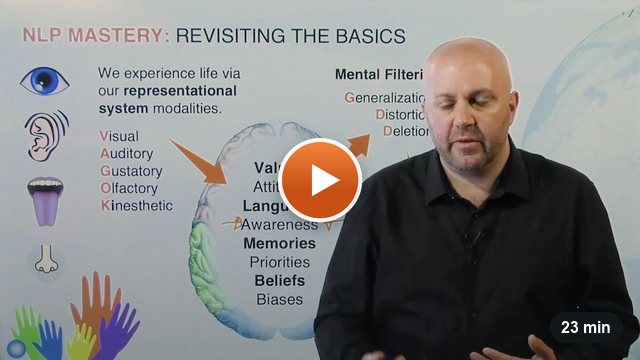 NLP MASTERY: REVISITING THE BASICS
We experience life via
our representational
system modalities.
Visual
Auditory
Gustatory
Olfactory
Kinesthetic
Awareness
Memories
Priorities
Beliefs
Biases
Mental
23 min